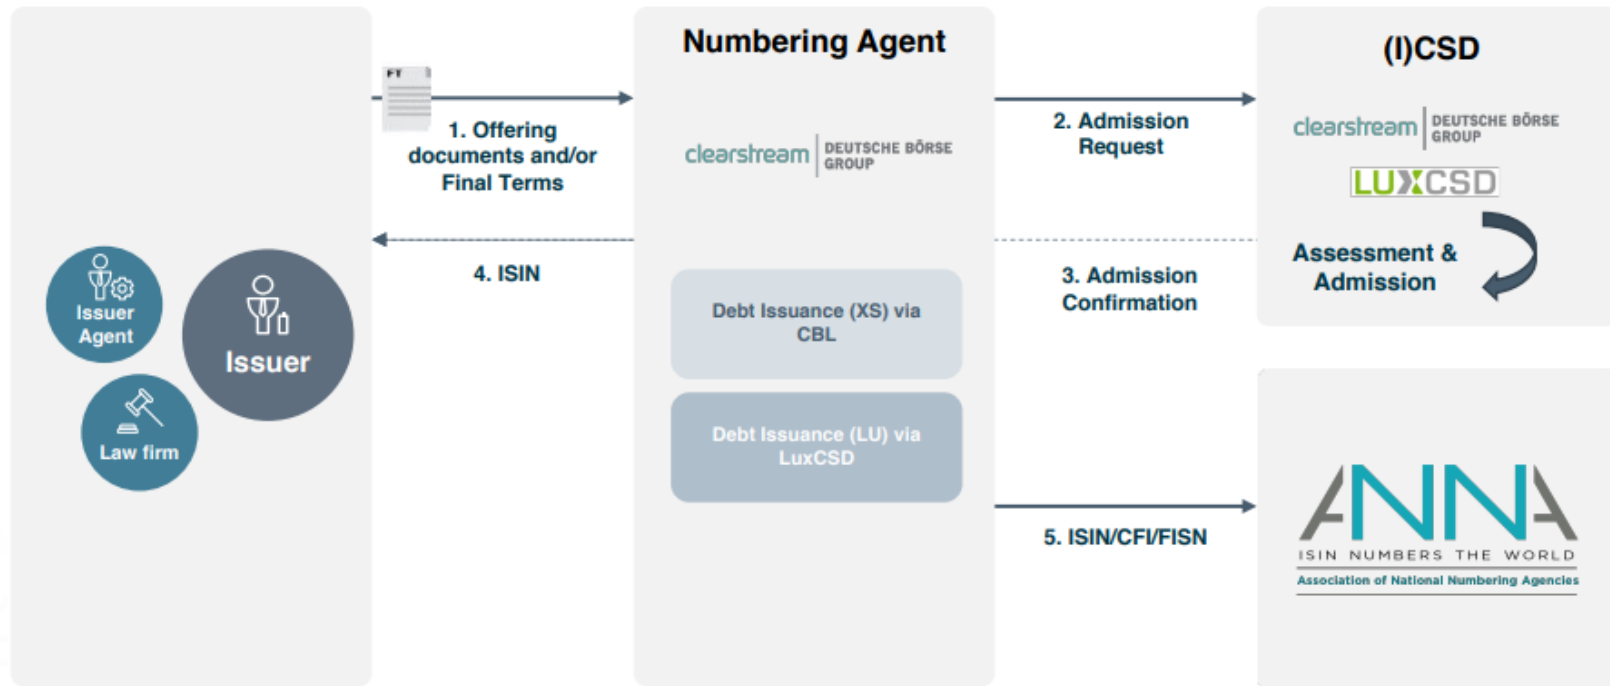 Numbering Agent
(I)CSD
FT
1. Offering
documents and/or
Final Terms
clearstream
DEUTSCHE BÖRSE
GROUP
2. Admission
Request
clearstream
DEUTSCHE BÖRSE
GROUP
LUXCSD
4. ISIN
3. Admission
Confirmation
Assessment &
Admission
Issuer
Agent
Issuer
Law firm
Debt Issuance (XS) via
CBL
Debt Issuance (LU) via
LuxCSD
5. ISIN/CFI/FISN
ANNA
ISIN NUMBERS THE WORLD
Association of National Numbering Agencies